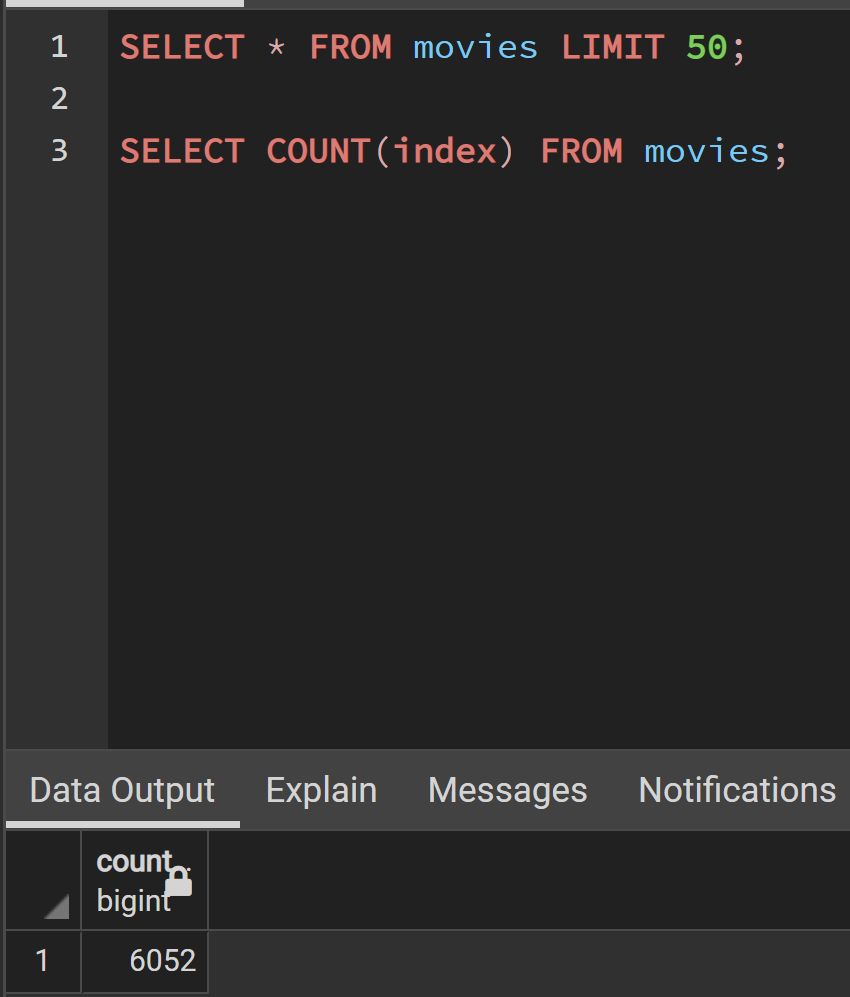 1 SELECT * FROM movies LIMIT 50;
2
3 SELECT COUNT(index) FROM movies;
Data Output Explain Messages Notifications
count
bigint
1 6052